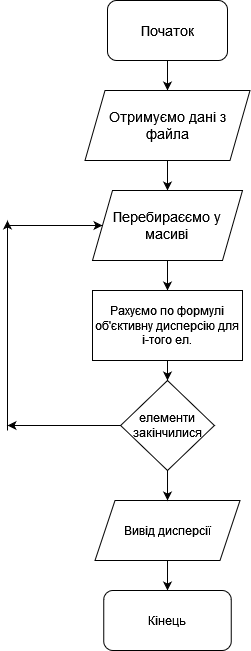 Початок
Отримуємо дані з
файла
Перебираєємо у
масиві
Рахуємо по формулі
об'єктивну дисперсію для
і-того ел.
елементи
закінчилися
Вивід дисперсії
Кінець